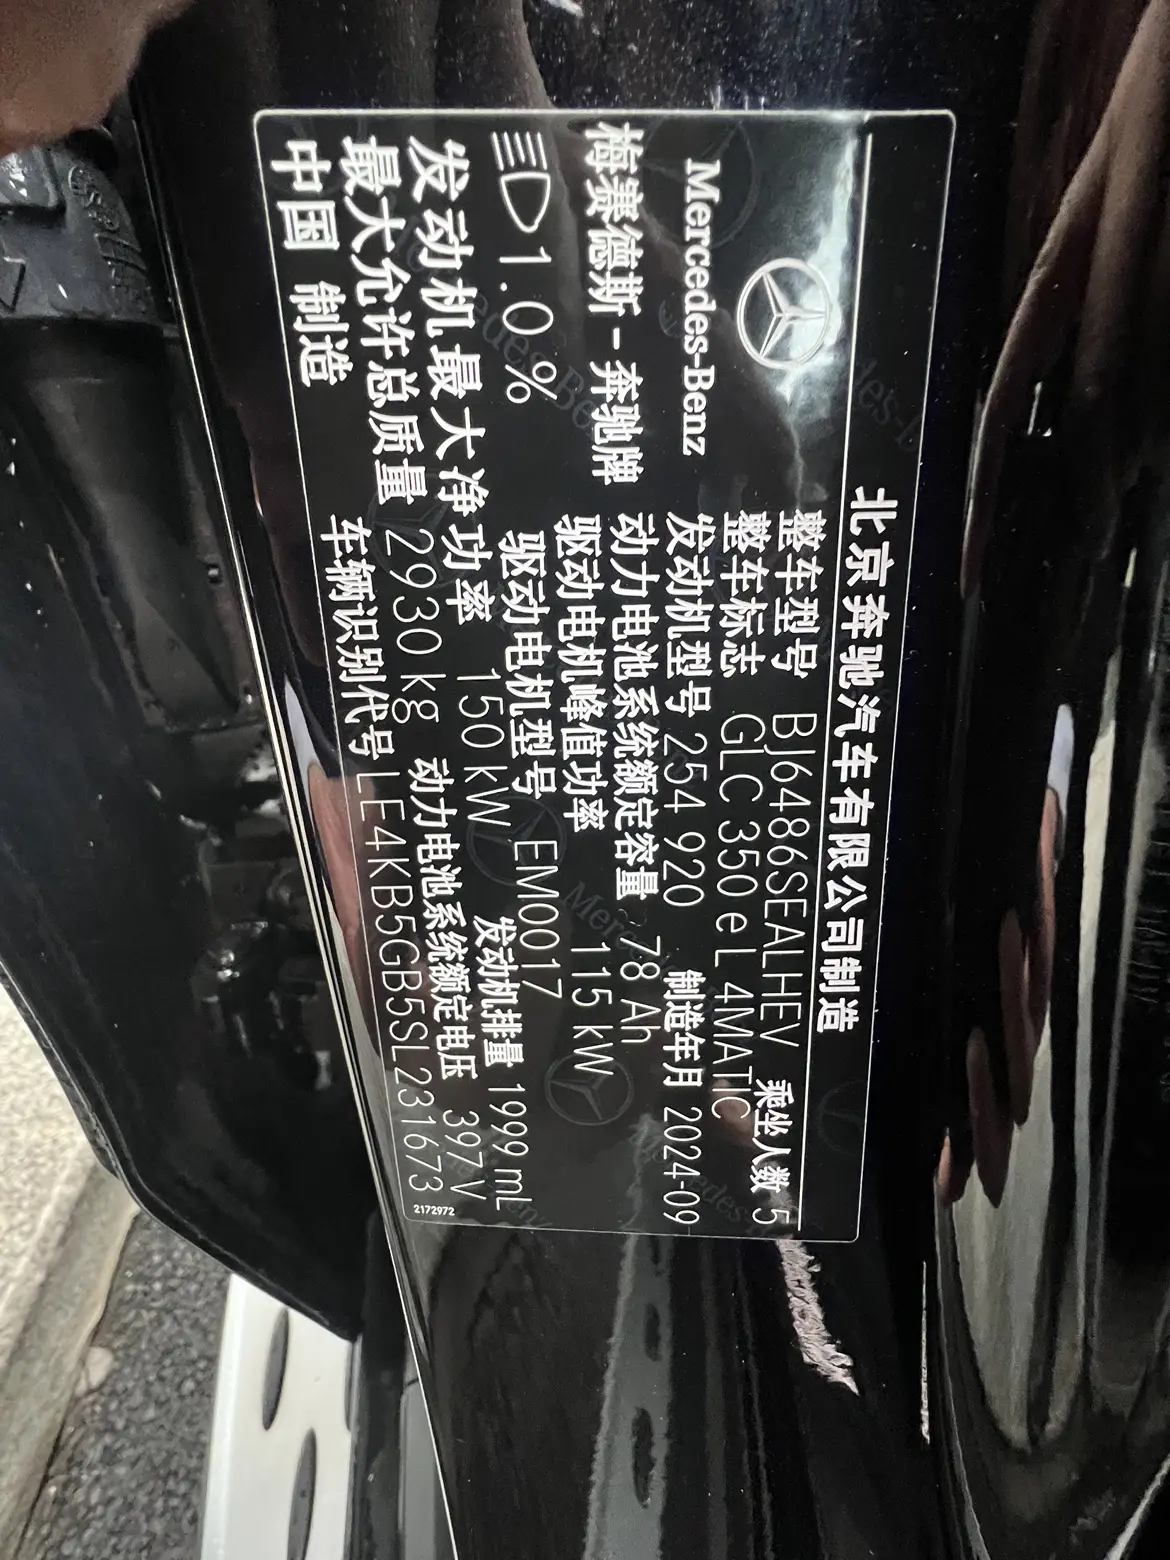 北京奔驰汽车有限公司制造
整车型号 BJ6486SEALHEV 乘坐人数 5
整车标志 GLC 350 e L 4MATIC
Mercedes-Benz
发动机型号 254 920 制造年月 2024-09
梅赛德斯-奔驰牌
动力电池系统额定容量 78 Ah
驱动电机峰值功率 115 kW
1.0%
驱动电机型号 EM0017
发动机最大净功率 150 kW 发动机排量 1999 mL
最大允许总质量 2930 kg 动力电池系统额定电压 397V
中国 制造 车辆识别代号 LE4KB5GB5SL231673
2172972